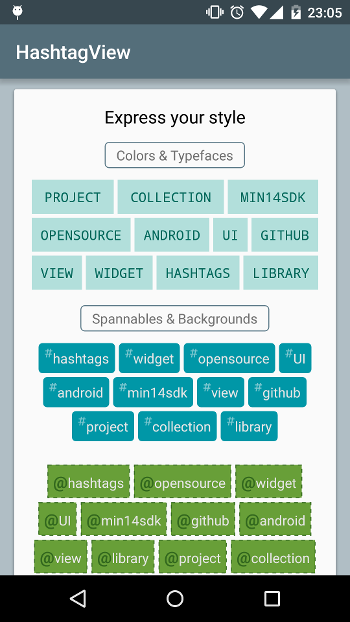 23:05
HashtagView
Express your style
Colors & Typefaces
PROJECT COLLECTION MIN14SDK
OPENSOURCE ANDROID UI GITHUB
VIEW WIDGET HASHTAGS LIBRARY
Spannables & Backgrounds
#hashtags #widget #opensource #UI
#android #min14sdk #view #github
#project #collection #library
@hashtags @opensource @widget
@UI @min14sdk @github @android
@view @library @project @collection